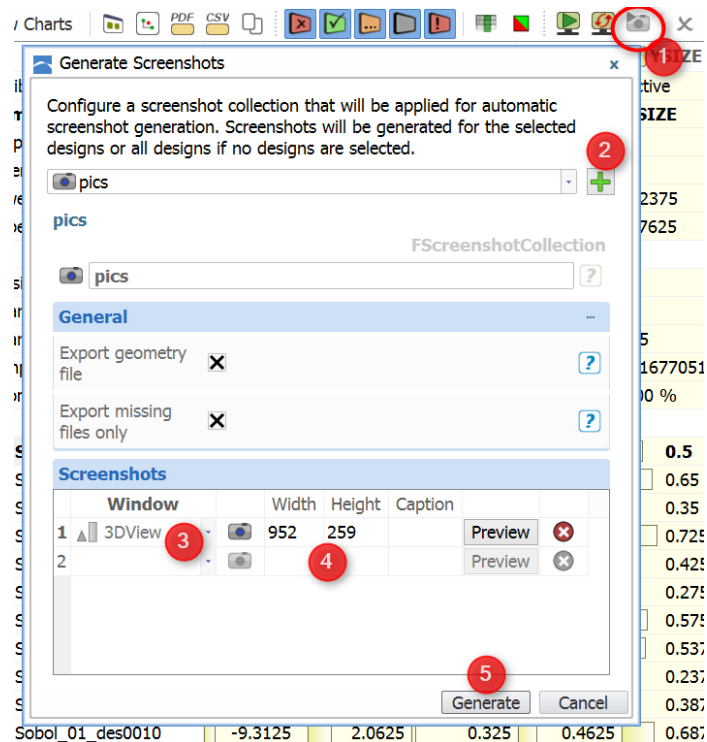 Charts
PDF
CSV
1
YSIZE
Generate Screenshots
x
Configure a screenshot collection that will be applied for automatic
screenshot generation. Screenshots will be generated for the selected
designs or all designs if no designs are selected.
SIZE
2
pics
2375
7625
pics
FScreenshotCollection
pics
?
General
...
Export geometry
file
?
5
1677051
Export missing
files only
?
00 %
Screenshots
0.5
Window Width Height Caption
0.65
1 3DView 3 952 259 Preview
0.35
0.725
2 4 Preview
0.425
0.275
0.575
0.537
5
0.237
Generate Cancel
0.387
Sobol_01_des0010 -9.3125 2.0625 0.325 0.4625 0.687